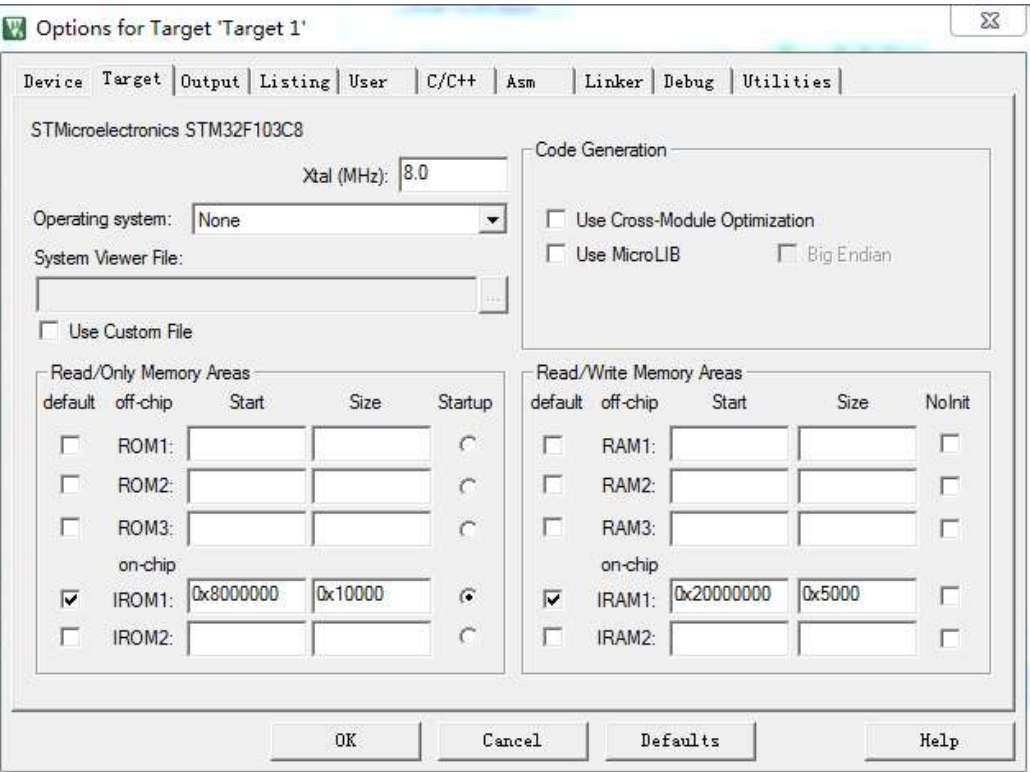 Options for Target 'Target 1'
Device Target Output Listing User C/C++ Asm Linker Debug Utilities
STMicroelectronics STM32F103C8
Xtal (MHz): 8.0
Operating system: None
System Viewer File:
...
Use Custom File
Code Generation
Use Cross-Module Optimization
Use MicroLIB Big Endian
Read/Only Memory Areas
default off-chip Start Size Startup
ROM1:
ROM2:
ROM3:
on-chip
IROM1: 0x8000000 0x10000
IROM2:
Read/Write Memory Areas
default off-chip Start Size NoInit
RAM1:
RAM2:
RAM3:
on-chip
IRAM1: 0x20000000 0x5000
IRAM2:
OK Cancel Defaults Help